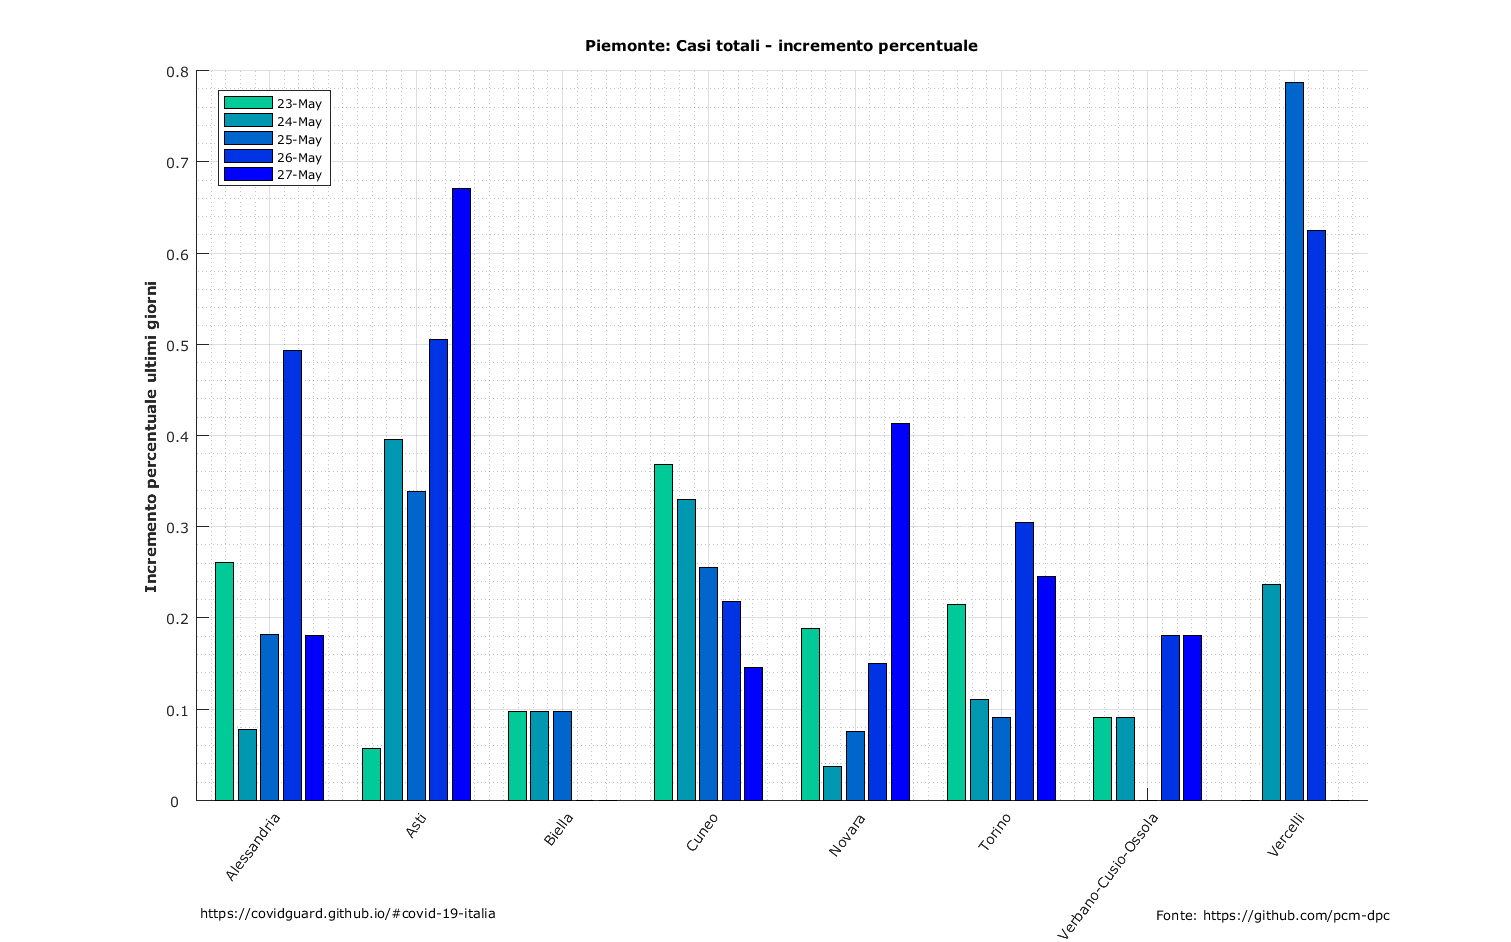 Piemonte: Casi totali - incremento percentuale
0.8
0.7
0.6
0.5
0.4
0.3
0.2
0.1
0
Incremento percentuale ultimi giorni
23-May
24-May
25-May
26-May
27-May
Alessandria
Asti
Biella
Cuneo
Novara
Torino
Verbano-Cusio-Ossola
Vercelli
https://covidguard.github.io/#covid-19-italia
Fonte: https://github.com/pcm-dpc